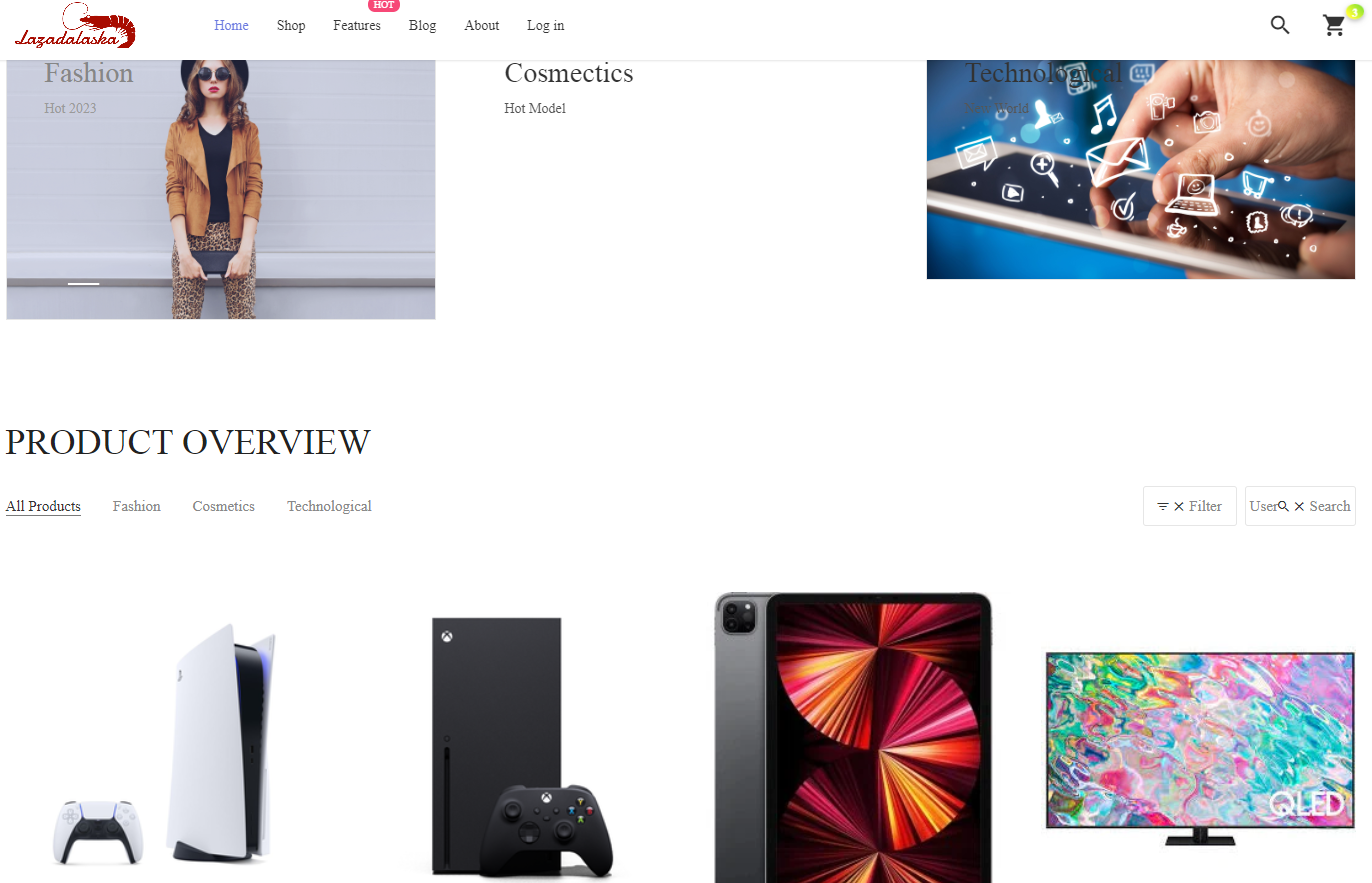 HOT
Lazadalaska
Home Shop Features Blog About Log in
3
Fashion
Hot 2023
Cosmectics
Hot Model
Technological
New World
PRODUCT OVERVIEW
All Products Fashion Cosmetics Technological
Filter
User Search
QLED